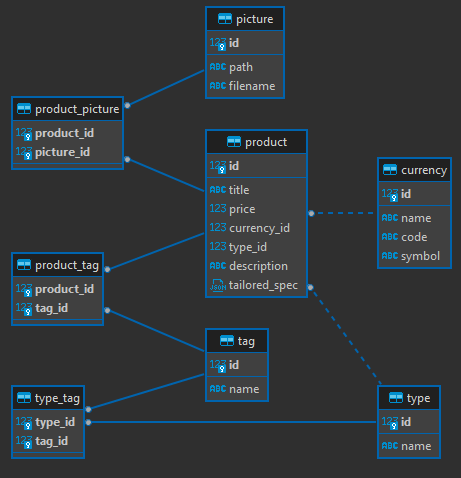 picture
123 id
ABC path
ABC filename
product_picture
123 product_id
123 picture_id
product
123 id
ABC title
123 price
123 currency_id
123 type_id
ABC description
JSON tailored_spec
currency
123 id
ABC name
ABC code
ABC symbol
product_tag
123 product_id
123 tag_id
tag
123 id
ABC name
type_tag
123 type_id
123 tag_id
type
123 id
ABC name